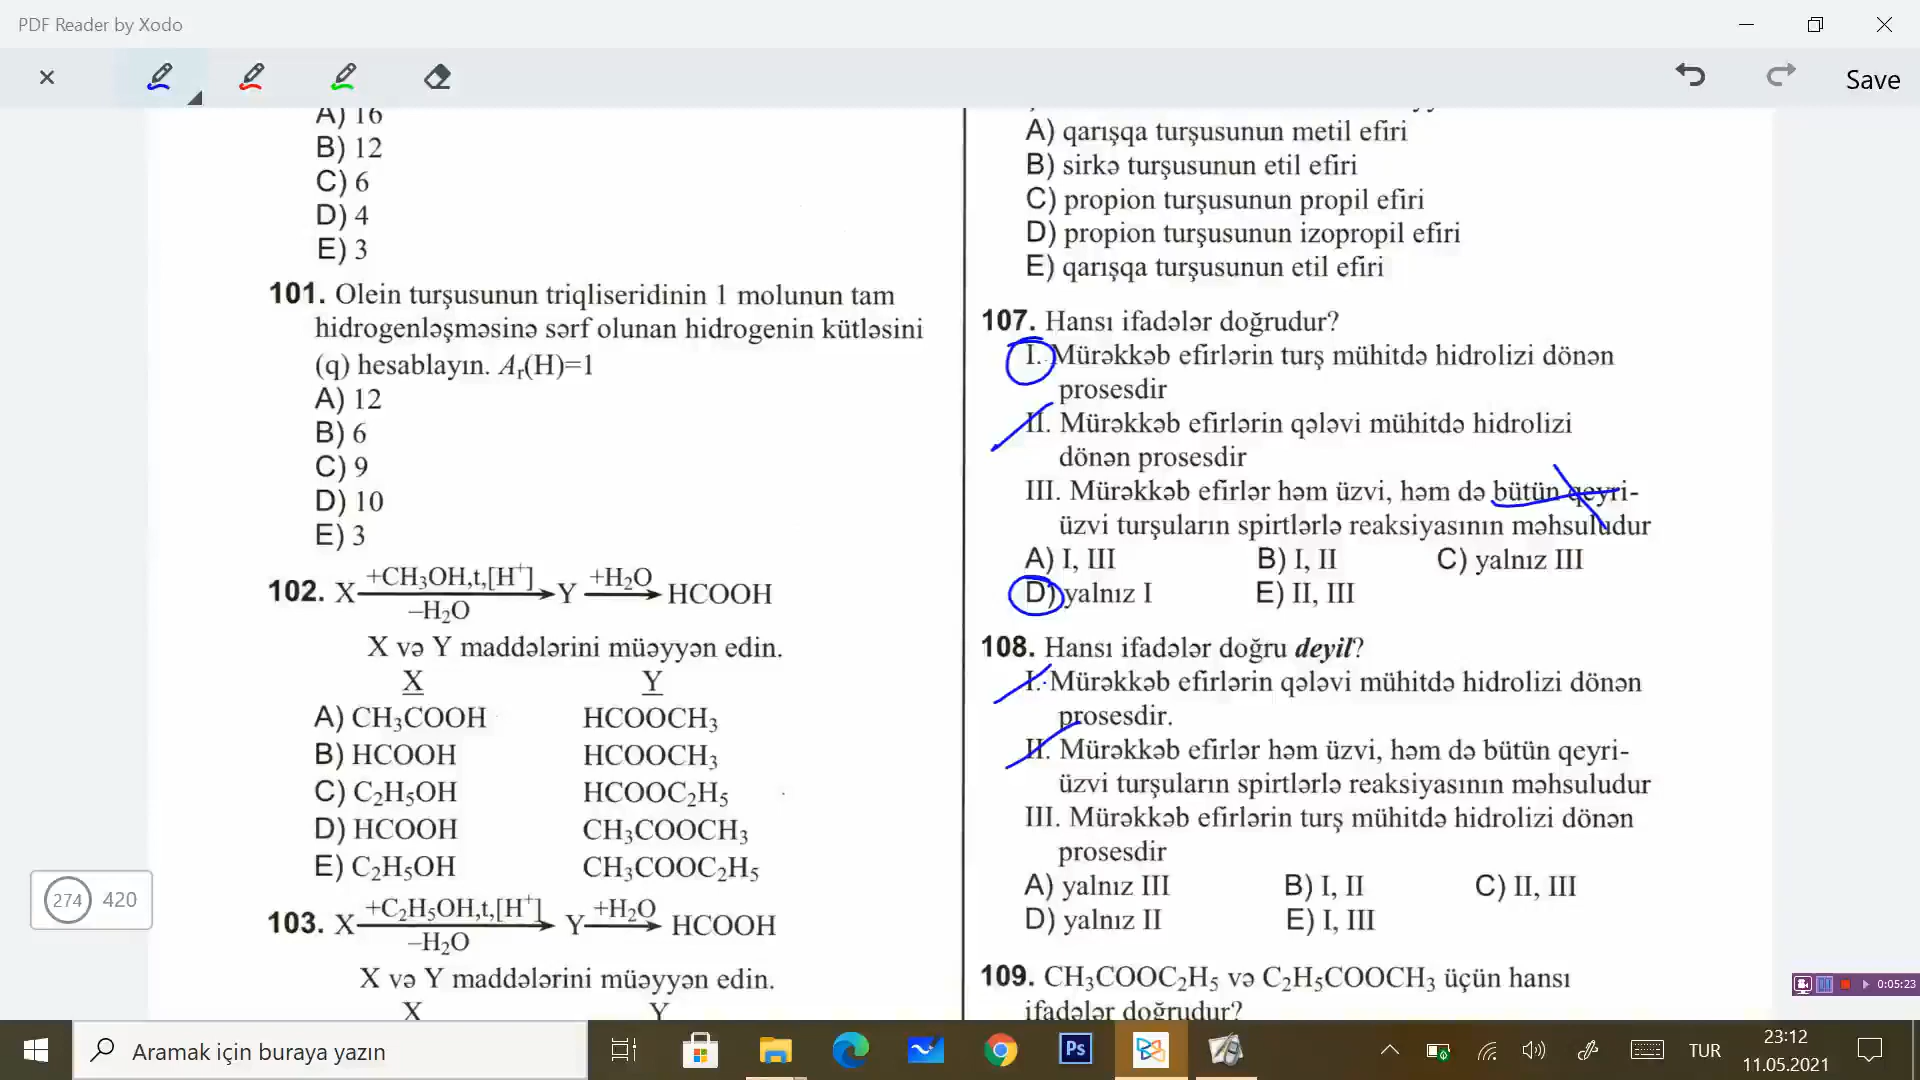 PDF Reader by Xodo
Save
A) 16
B) 12
C) 6
D) 4
E) 3
101. Olein turşusunun triqliseridinin 1 molunun tam
hidrogenləşməsinə sərf olunan hidrogenin kütləsini
(q) hesablayın. Ar(H)=1
A) 12
B) 6
C) 9
D) 10
E) 3
102. X +CH₃OH,t,[H⁺] –H₂O → Y +H₂O → HCOOH
X və Y maddələrini müəyyən edin.
X Y
A) CH₃COOH HCOOCH₃
B) HCOOH HCOOCH₃
C) C₂H₅OH HCOOC₂H₅
D) HCOOH CH₃COOCH₃
E) C₂H₅OH CH₃COOC₂H₅
103. X +C₂H₅OH,t,[H⁺] –H₂O → Y +H₂O → HCOOH
X və Y maddələrini müəyyən edin.
X Y
A) qarışqa turşusunun metil efiri
B) sirkə turşusunun etil efiri
C) propion turşusunun propil efiri
D) propion turşusunun izopropil efiri
E) qarışqa turşusunun etil efiri
107. Hansı ifadələr doğrudur?
I. Mürəkkəb efirlərin turş mühitdə hidrolizi dönən
prosesdir
II. Mürəkkəb efirlərin qələvi mühitdə hidrolizi
dönən prosesdir
III. Mürəkkəb efirlər həm üzvi, həm də bütün qeyri-
üzvi turşuların spirtlərlə reaksiyasının məhsuludur
A) I, III B) I, II C) yalnız III
D) yalnız I E) II, III
108. Hansı ifadələr doğru deyil?
I. Mürəkkəb efirlərin qələvi mühitdə hidrolizi dönən
prosesdir.
II. Mürəkkəb efirlər həm üzvi, həm də bütün qeyri-
üzvi turşuların spirtlərlə reaksiyasının məhsuludur
III. Mürəkkəb efirlərin turş mühitdə hidrolizi dönən
prosesdir
A) yalnız III B) I, II C) II, III
D) yalnız II E) I, III
109. CH₃COOC₂H₅ və C₂H₅COOCH₃ üçün hansı
ifadələr doğrudur?
274 420
0:05:23
Aramak için buraya yazın
Ps
TUR
23:12
11.05.2021